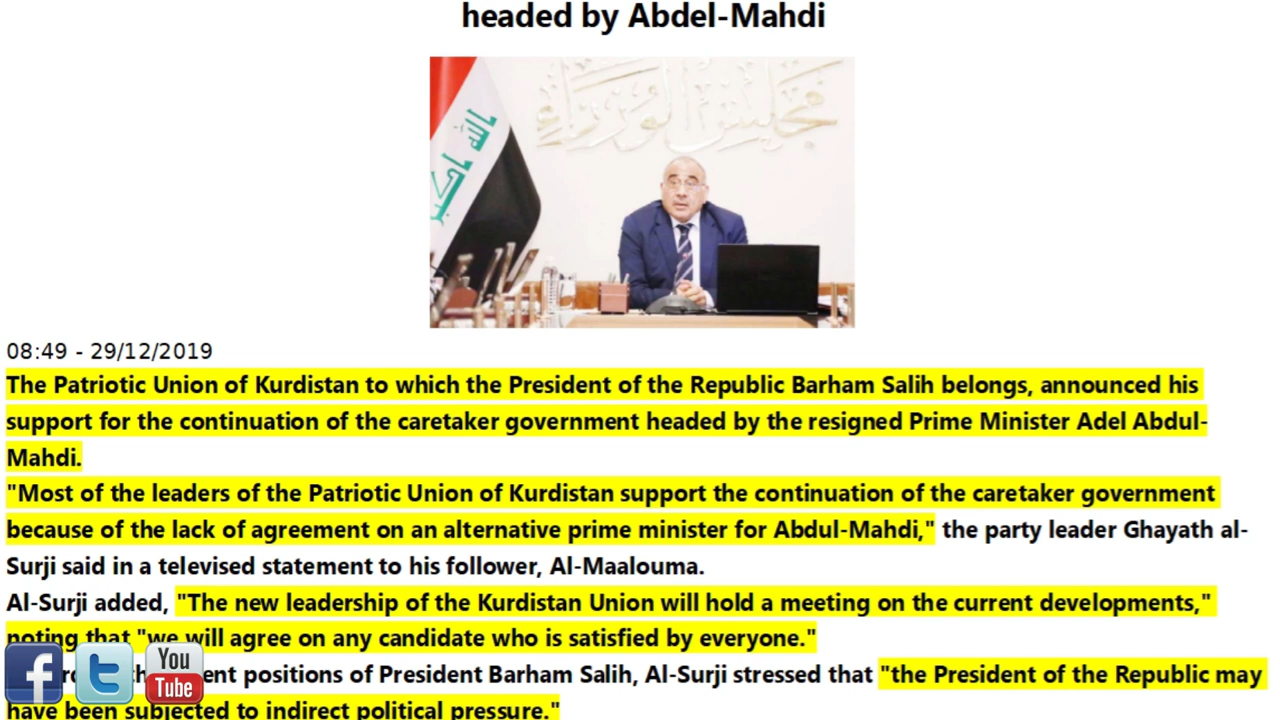 headed by Abdel-Mahdi
مجلس الوزراء
الله
اكبر
08:49 - 29/12/2019
The Patriotic Union of Kurdistan to which the President of the Republic Barham Salih belongs, announced his
support for the continuation of the caretaker government headed by the resigned Prime Minister Adel Abdul-
Mahdi.
"Most of the leaders of the Patriotic Union of Kurdistan support the continuation of the caretaker government
because of the lack of agreement on an alternative prime minister for Abdul-Mahdi," the party leader Ghayath al-
Surji said in a televised statement to his follower, Al-Maalouma.
Al-Surji added, "The new leadership of the Kurdistan Union will hold a meeting on the current developments,"
noting that "we will agree on any candidate who is satisfied by everyone."
positions of President Barham Salih, Al-Surji stressed that "the President of the Republic may
have been subjected to indirect political pressure."
f
t
You
Tube